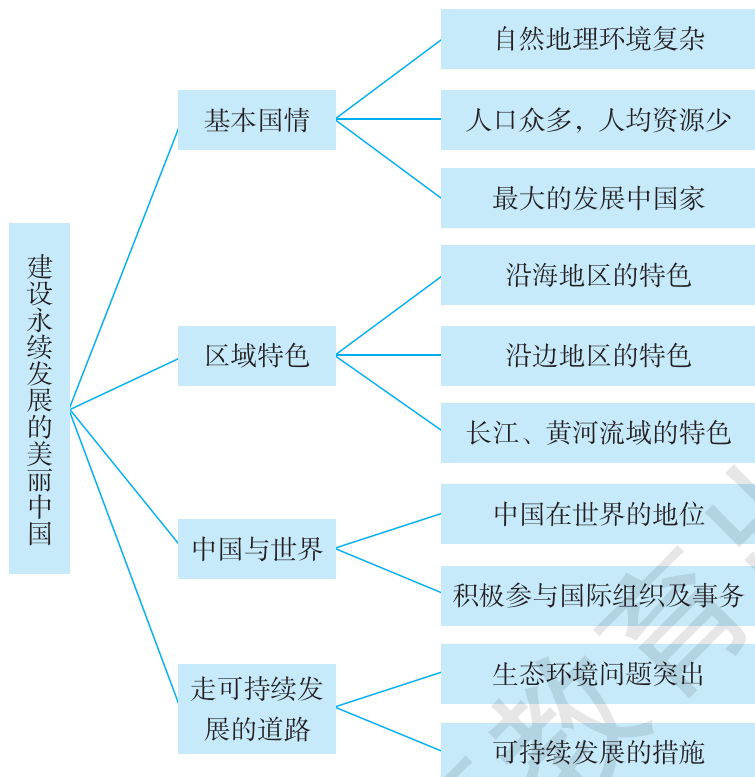 建设永续发展的美丽中国
基本国情
自然地理环境复杂
人口众多，人均资源少
最大的发展中国家
区域特色
沿海地区的特色
沿边地区的特色
长江、黄河流域的特色
中国与世界
中国在世界的地位
积极参与国际组织及事务
走可持续发
展的道路
生态环境问题突出
可持续发展的措施
教育